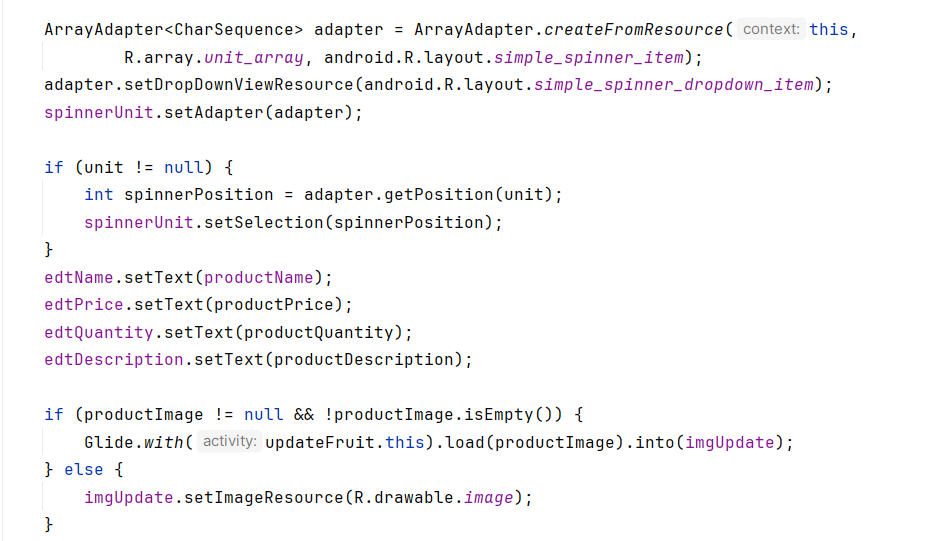 ArrayAdapter<CharSequence> adapter = ArrayAdapter.createFromResource( context: this,
        R.array.unit_array, android.R.layout.simple_spinner_item);
adapter.setDropDownViewResource(android.R.layout.simple_spinner_dropdown_item);
spinnerUnit.setAdapter(adapter);

if (unit != null) {
    int spinnerPosition = adapter.getPosition(unit);
    spinnerUnit.setSelection(spinnerPosition);
}
edtName.setText(productName);
edtPrice.setText(productPrice);
edtQuantity.setText(productQuantity);
edtDescription.setText(productDescription);

if (productImage != null && !productImage.isEmpty()) {
    Glide.with( activity: updateFruit.this).load(productImage).into(imgUpdate);
} else {
    imgUpdate.setImageResource(R.drawable.image);
}